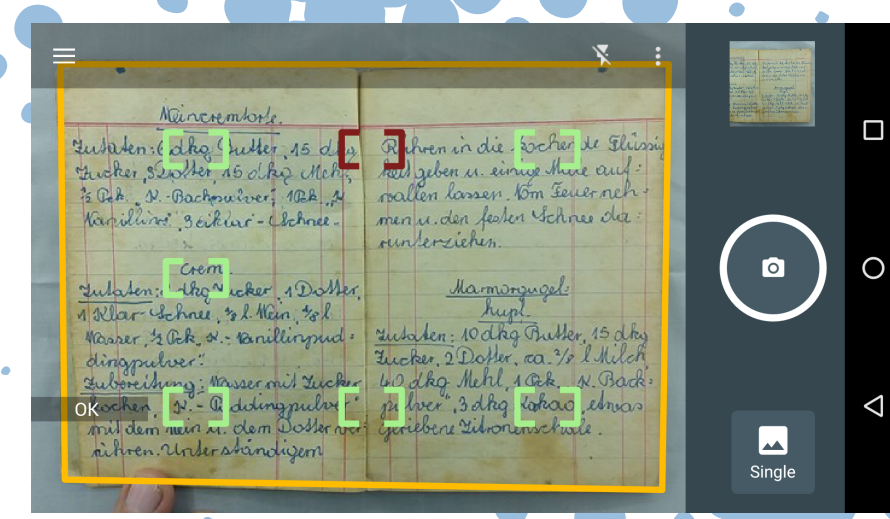 Weincremtorte.
Zutaten: 6 dkg Butter, 15 dkg
Zucker, 3 Dotter, 15 dkg Mehl,
½ Pck. K.-Backpulver, 1 Pck.
Vanillin, 3 eiklar-Schnee.
Crem.
Zutaten: dkg Zucker, 1 Dotter,
1 Klar-Schnee, ⅛ l Wein, ⅛ l
Wasser, ½ Pck. K.-Vanillinpud=
dingpulver".
Zubereitung: Wasser mit Zucker
kochen, K.-Puddingpulver
mit dem Wein u. dem Dotter ver=
rühren. Unter ständigem
Rühren in die kochende Flüssig
keit geben u. einige Male auf=
wallen lassen. Vom Feuer neh=
men u. den festen Schnee da=
runterziehen.
Marmorgugel=
hupf.
Zutaten: 10 dkg Butter, 15 dkg
Zucker, 2 Dotter, ca. ⅜ l Milch
40 dkg Mehl, 1 Pck. K. Back=
pulver", 3 dkg Kakao, etwas
geriebene Zitronenschale.
OK
Single